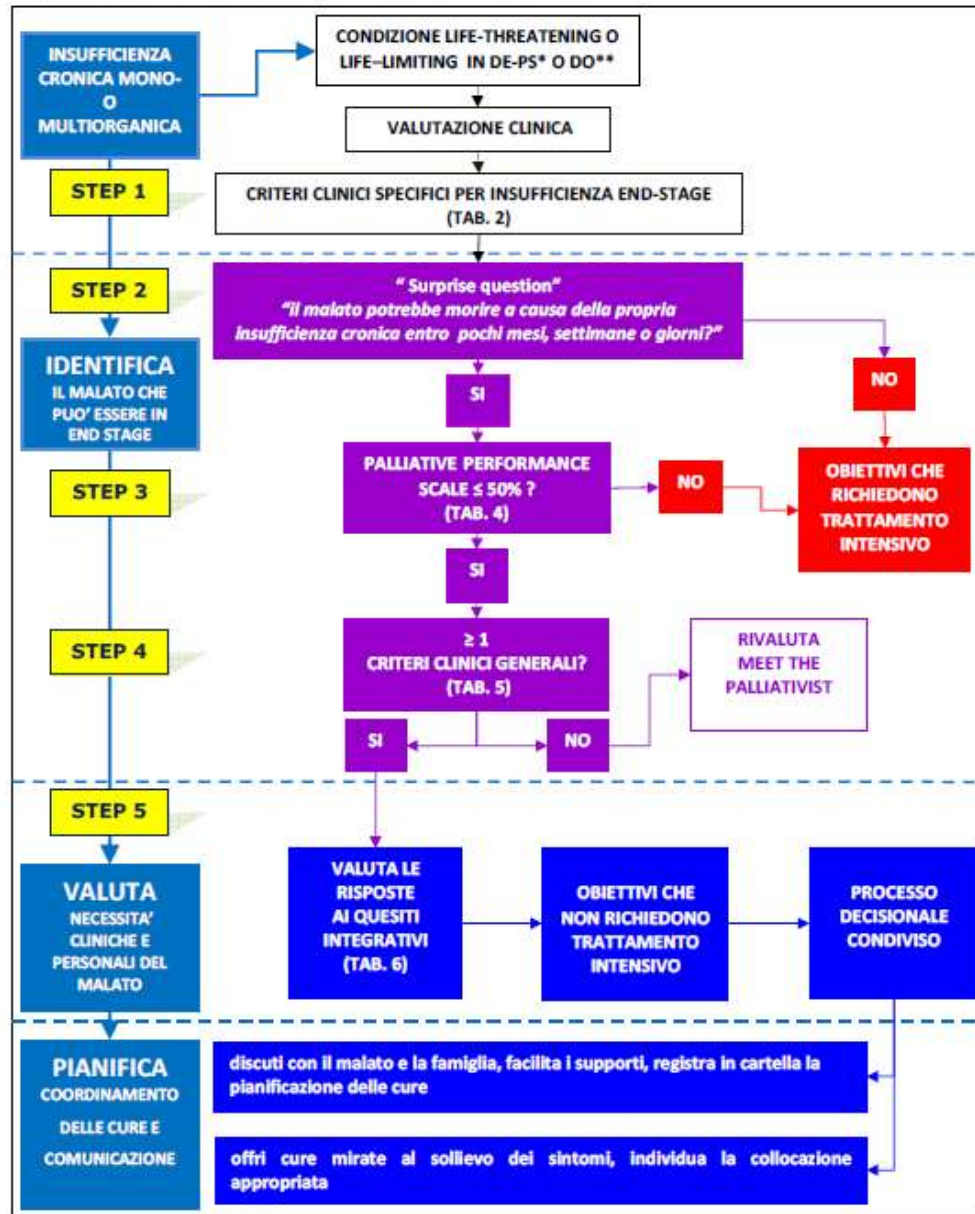 INSUFFICIENZA
CRONICA MONO-
O
MULTIORGANICA
CONDIZIONE LIFE-THREATENING O
LIFE–LIMITING IN DE-PS* O DO**
VALUTAZIONE CLINICA
STEP 1
CRITERI CLINICI SPECIFICI PER INSUFFICIENZA END-STAGE
(TAB. 2)
STEP 2
“ Surprise question”
“il malato potrebbe morire a causa della propria
insufficienza cronica entro pochi mesi, settimane o giorni?”
IDENTIFICA
IL MALATO CHE
PUO’ ESSERE IN
END STAGE
SI
NO
STEP 3
PALLIATIVE PERFORMANCE
SCALE ≤ 50% ?
(TAB. 4)
NO
OBIETTIVI CHE
RICHIEDONO
TRATTAMENTO
INTENSIVO
SI
STEP 4
≥ 1
CRITERI CLINICI GENERALI?
(TAB. 5)
RIVALUTA
MEET THE
PALLIATIVIST
SI
NO
STEP 5
VALUTA
NECESSITA’
CLINICHE E
PERSONALI DEL
MALATO
VALUTA LE
RISPOSTE
AI QUESITI
INTEGRATIVI
(TAB. 6)
OBIETTIVI CHE
NON RICHIEDONO
TRATTAMENTO
INTENSIVO
PROCESSO
DECISIONALE
CONDIVISO
PIANIFICA
COORDINAMENTO
DELLE CURE E
COMUNICAZIONE
discuti con il malato e la famiglia, facilita i supporti, registra in cartella la
pianificazione delle cure
offri cure mirate al sollievo dei sintomi, individua la collocazione
appropriata